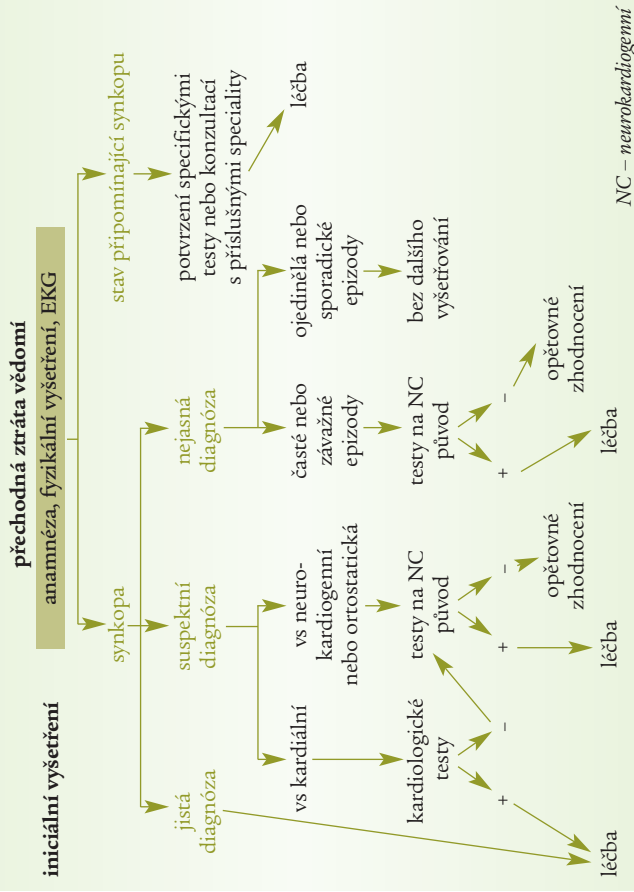 přechodná ztráta vědomí
iniciální vyšetření
anamnéza, fyzikální vyšetření, EKG
synkopa
stav připomínající synkopu
jistá
diagnóza
suspektní
diagnóza
nejasná
diagnóza
potvrzení specifickými
testy nebo konzultací
s příslušnými speciality
léčba
vs kardiální
vs neuro-
kardiogenní
nebo ortostatická
časté nebo
závažné
epizody
ojedinělá nebo
sporadické
epizody
kardiologické
testy
testy na NC
původ
testy na NC
původ
bez dalšího
vyšetřování
+
–
+
–
+
–
opětovné
zhodnocení
opětovné
zhodnocení
léčba
léčba
léčba
NC – neurokardiogenní